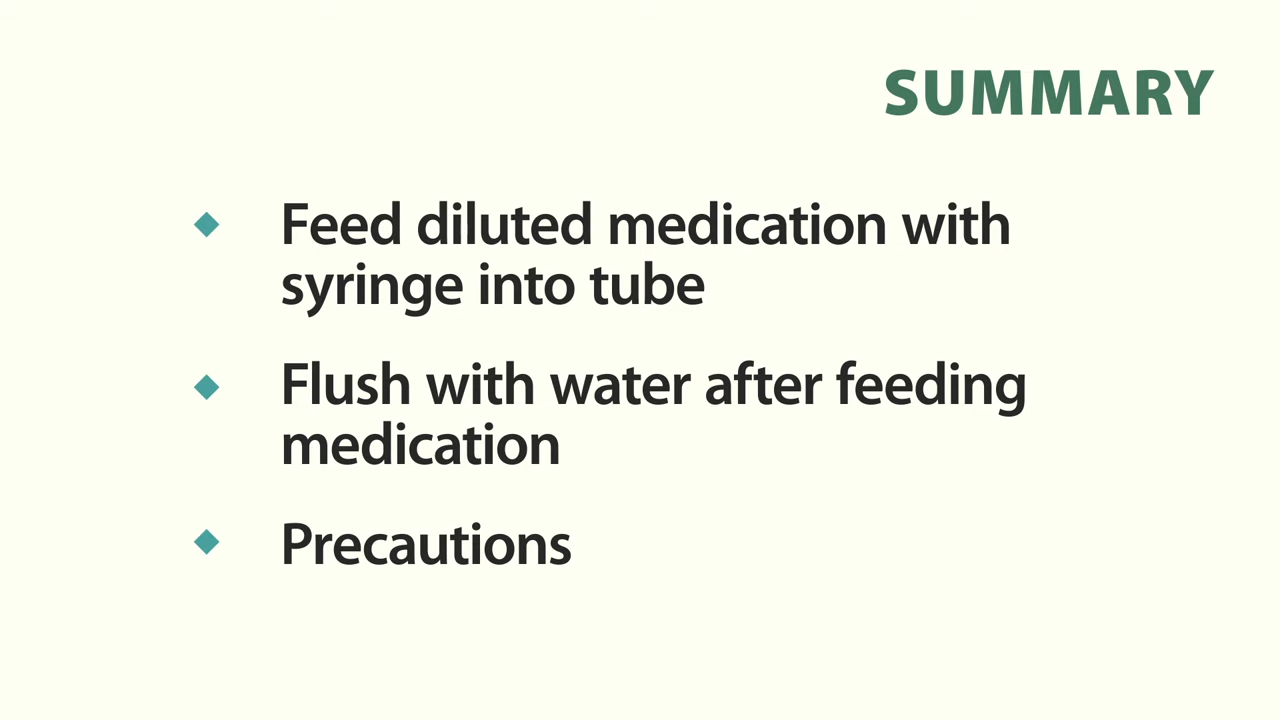 SUMMARY
Feed diluted medication with
syringe into tube
Flush with water after feeding
medication
Precautions